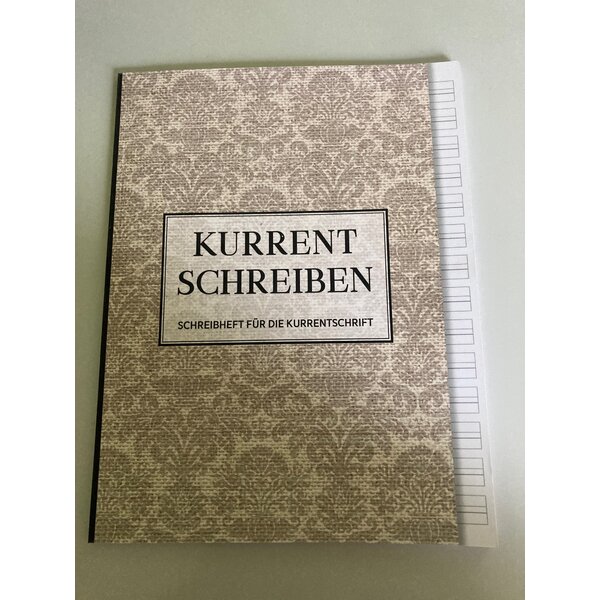 KURRENT
SCHREIBEN
SCHREIBHEFT FÜR DIE KURRENTSCHRIFT